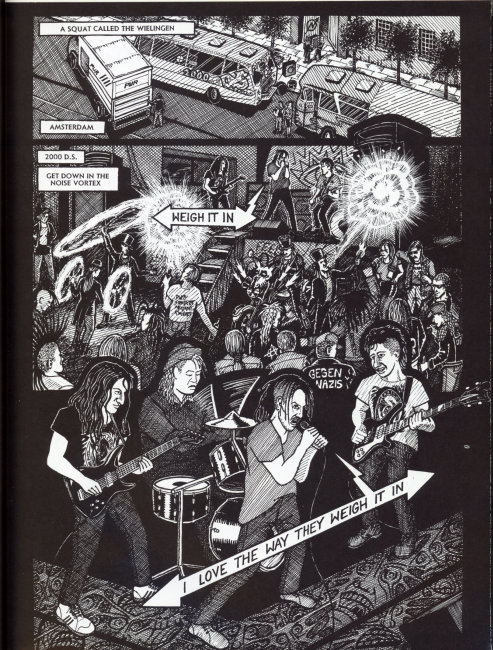 A SQUAT CALLED THE WIELINGEN
AMSTERDAM
2000 D.S.
GET DOWN IN THE
NOISE VORTEX
WEIGH IT IN
GEGEN
NAZIS
I LOVE THE WAY THEY WEIGH IT IN